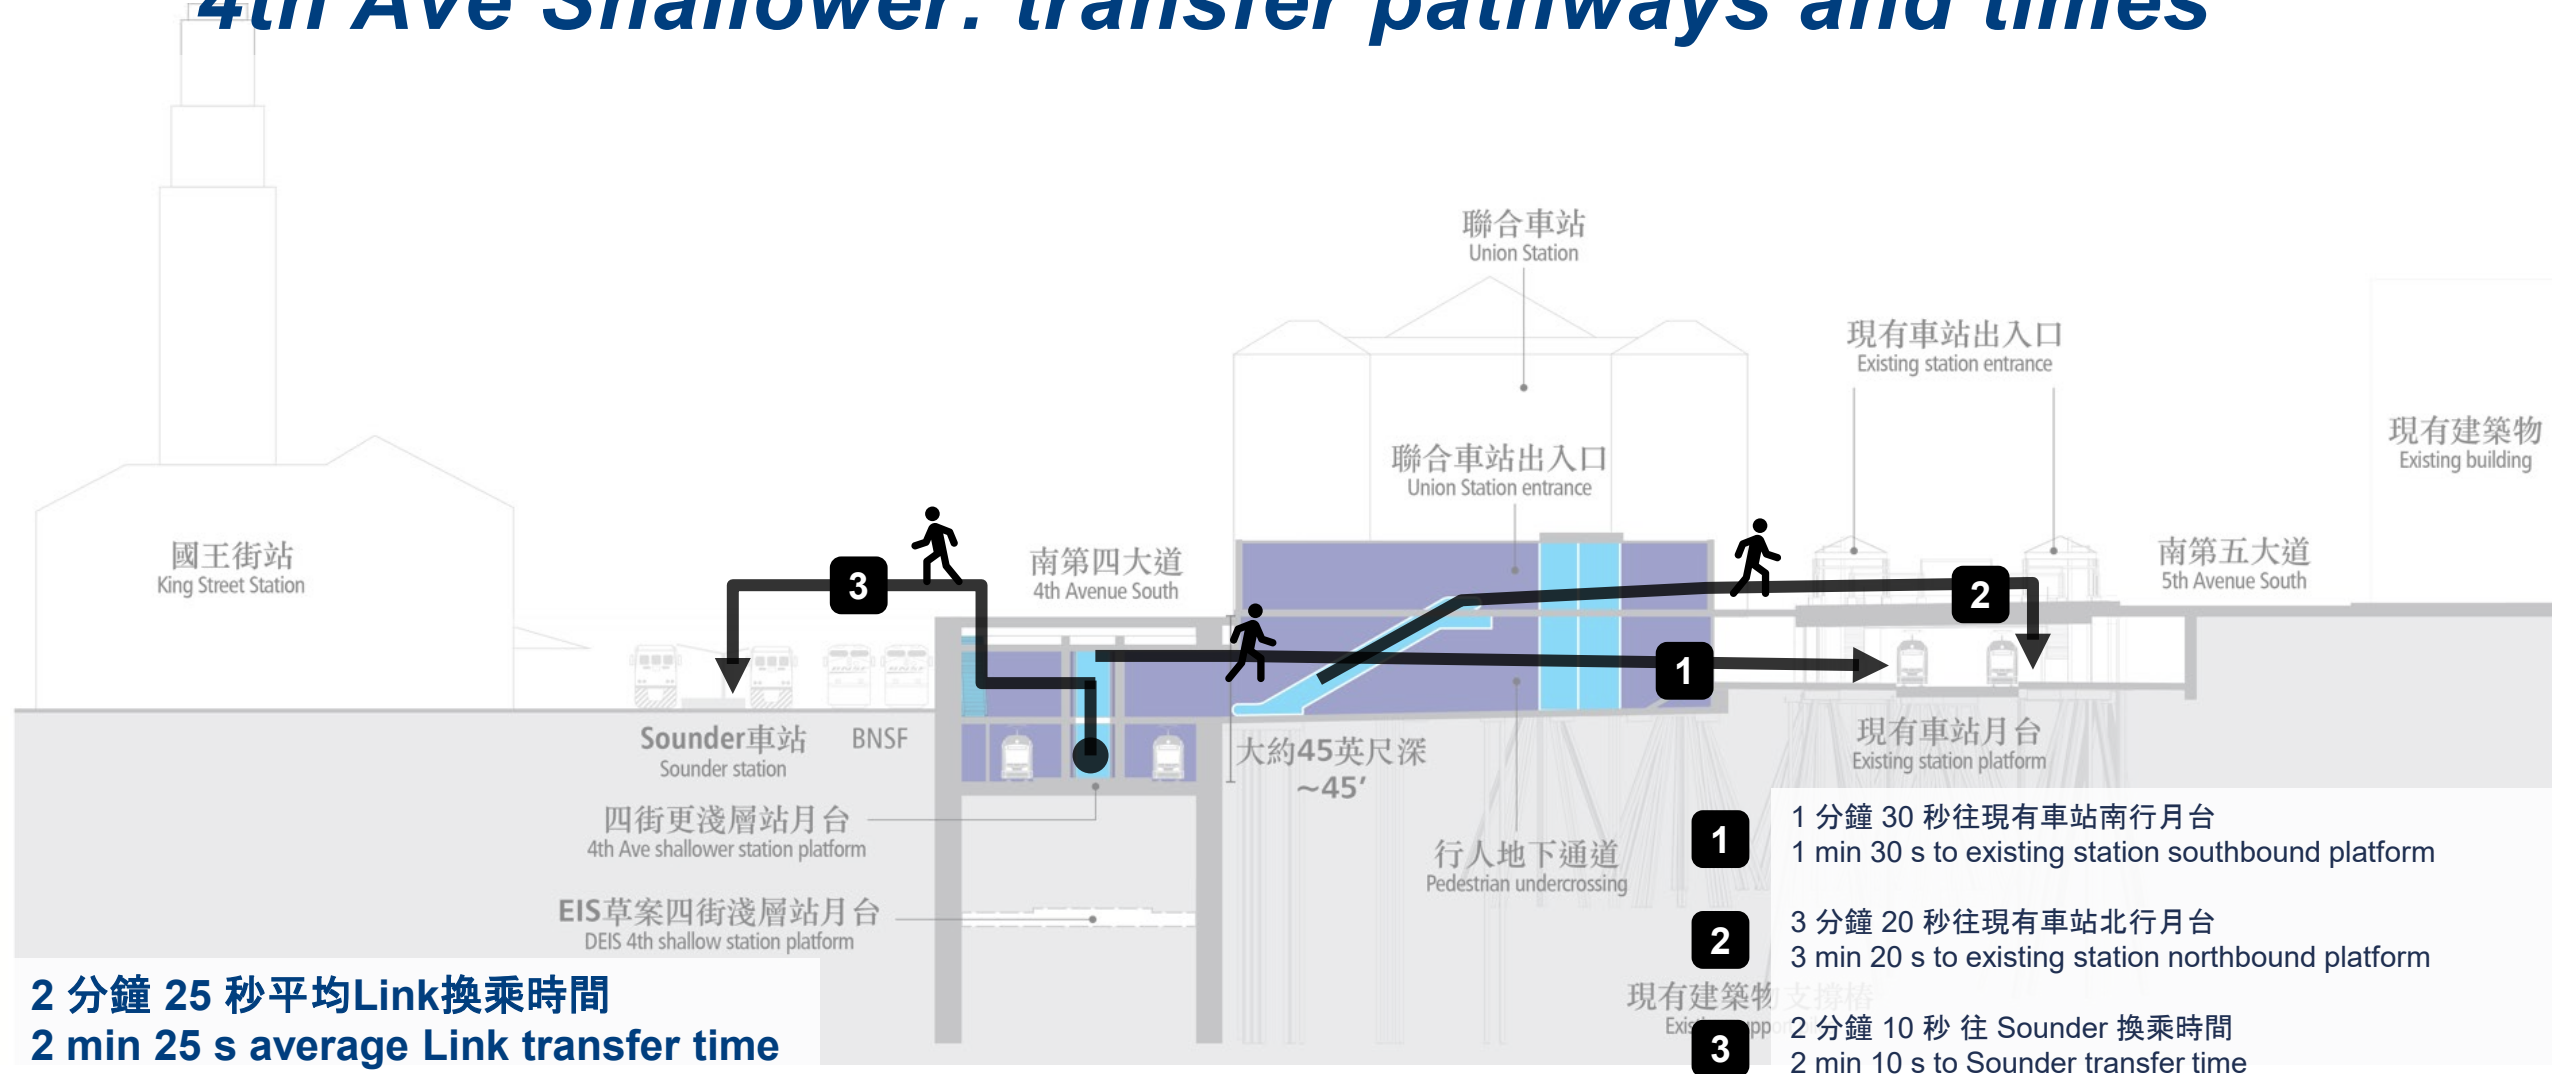 4th Ave Shallower: transfer pathways and times
聯合車站
Union Station
現有車站出入口
Existing station entrance
現有建築物
Existing building
聯合車站出入口
Union Station entrance
國王街站
King Street Station
3
南第四大道
4th Avenue South
2
南第五大道
5th Avenue South
1
Sounder車站
Sounder station
BNSF
大約45英尺深
~45′
現有車站月台
Existing station platform
四街更淺層站月台
4th Ave shallower station platform
行人地下通道
Pedestrian undercrossing
EIS草案四街淺層站月台
DEIS 4th shallow station platform
現有建築物支撐樁
2 分鐘 25 秒平均Link換乘時間
2 min 25 s average Link transfer time
1
1 分鐘 30 秒往現有車站南行月台
1 min 30 s to existing station southbound platform
2
3 分鐘 20 秒往現有車站北行月台
3 min 20 s to existing station northbound platform
3
2 分鐘 10 秒 往 Sounder 換乘時間
2 min 10 s to Sounder transfer time